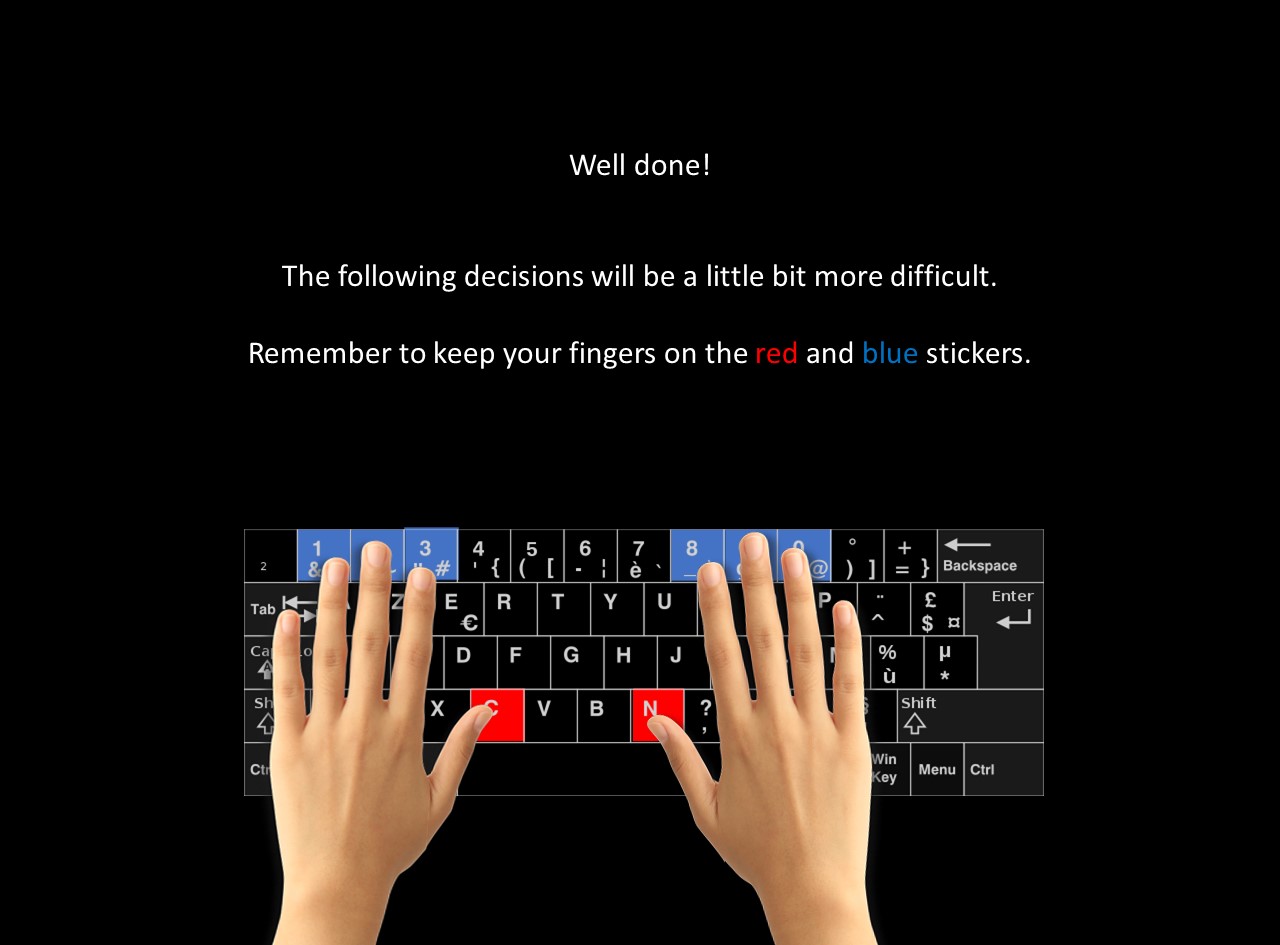 Well done!
The following decisions will be a little bit more difficult.
Remember to keep your fingers on the red and blue stickers.
2 1 & 3 " # 4 ' { 5 ( [ 6 - ¦ 7 è ` 8 _ @ ° ) ] + = } Backspace
Tab Z E € R T Y U P ¨ ^ £ $ ¤ Enter
D F G H J % ù µ *
X C V B N ? , Shift
Win Key Menu Ctrl